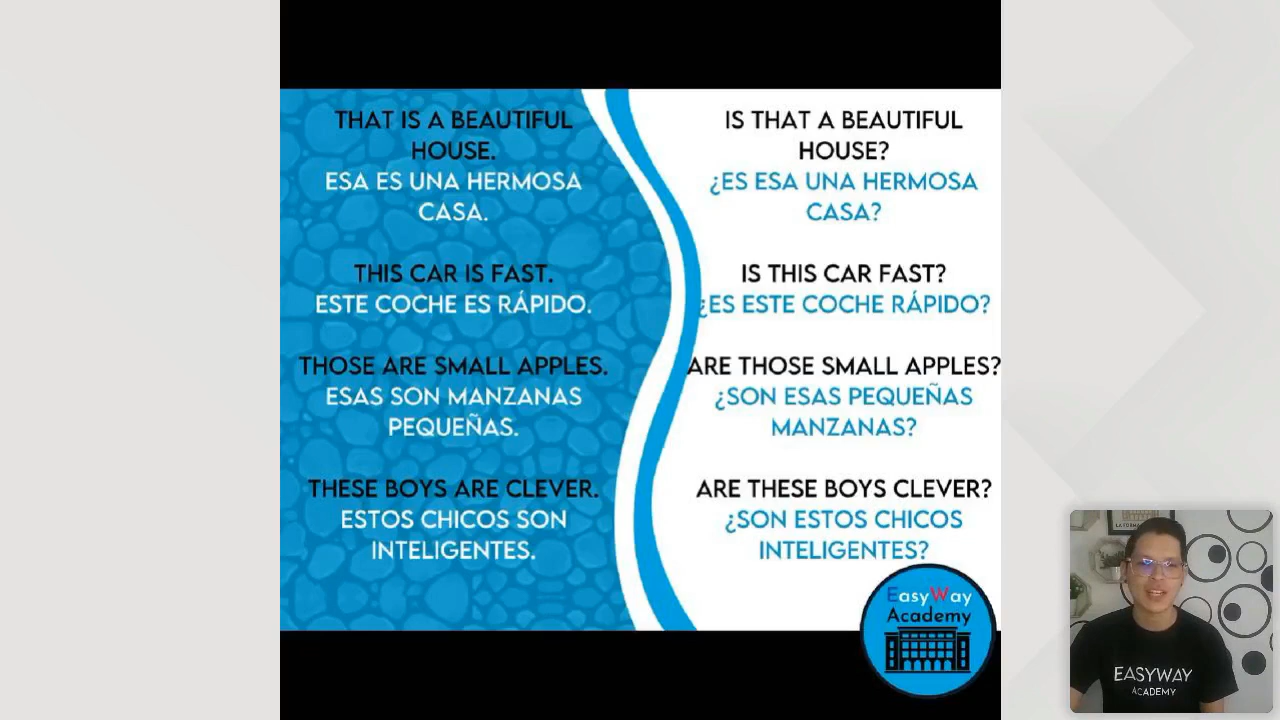 THAT IS A BEAUTIFUL
HOUSE.
ESA ES UNA HERMOSA
CASA.
THIS CAR IS FAST.
ESTE COCHE ES RÁPIDO.
THOSE ARE SMALL APPLES.
ESAS SON MANZANAS
PEQUEÑAS.
THESE BOYS ARE CLEVER.
ESTOS CHICOS SON
INTELIGENTES.
IS THAT A BEAUTIFUL
HOUSE?
¿ES ESA UNA HERMOSA
CASA?
IS THIS CAR FAST?
¿ES ESTE COCHE RÁPIDO?
ARE THOSE SMALL APPLES?
¿SON ESAS PEQUEÑAS
MANZANAS?
ARE THESE BOYS CLEVER?
¿SON ESTOS CHICOS
INTELIGENTES?
EasyWay
Academy
LA FORMA
EASYWAY
ACADEMY